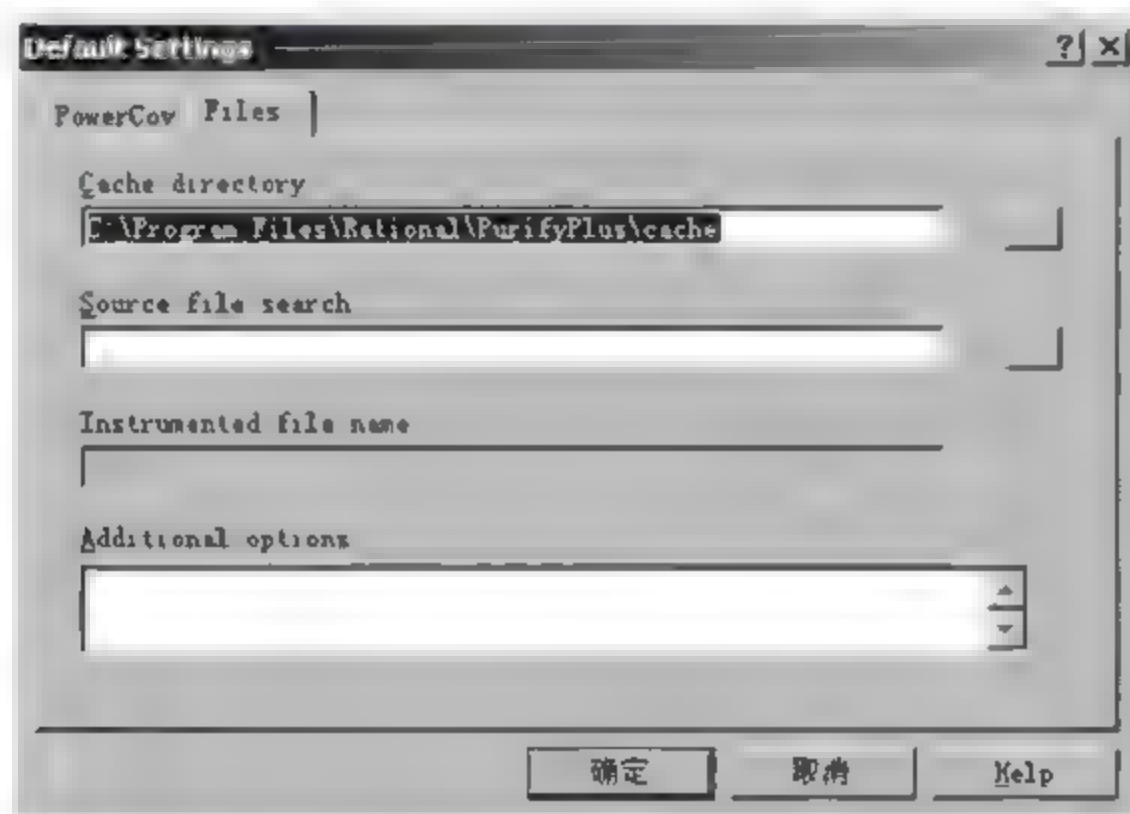 Default Settings
PowerCov Files
Cache directory
C:\Program Files\Rational\PurifyPlus\cache
Source file search
Instrumented file name
Additional options
确定 取消 Help